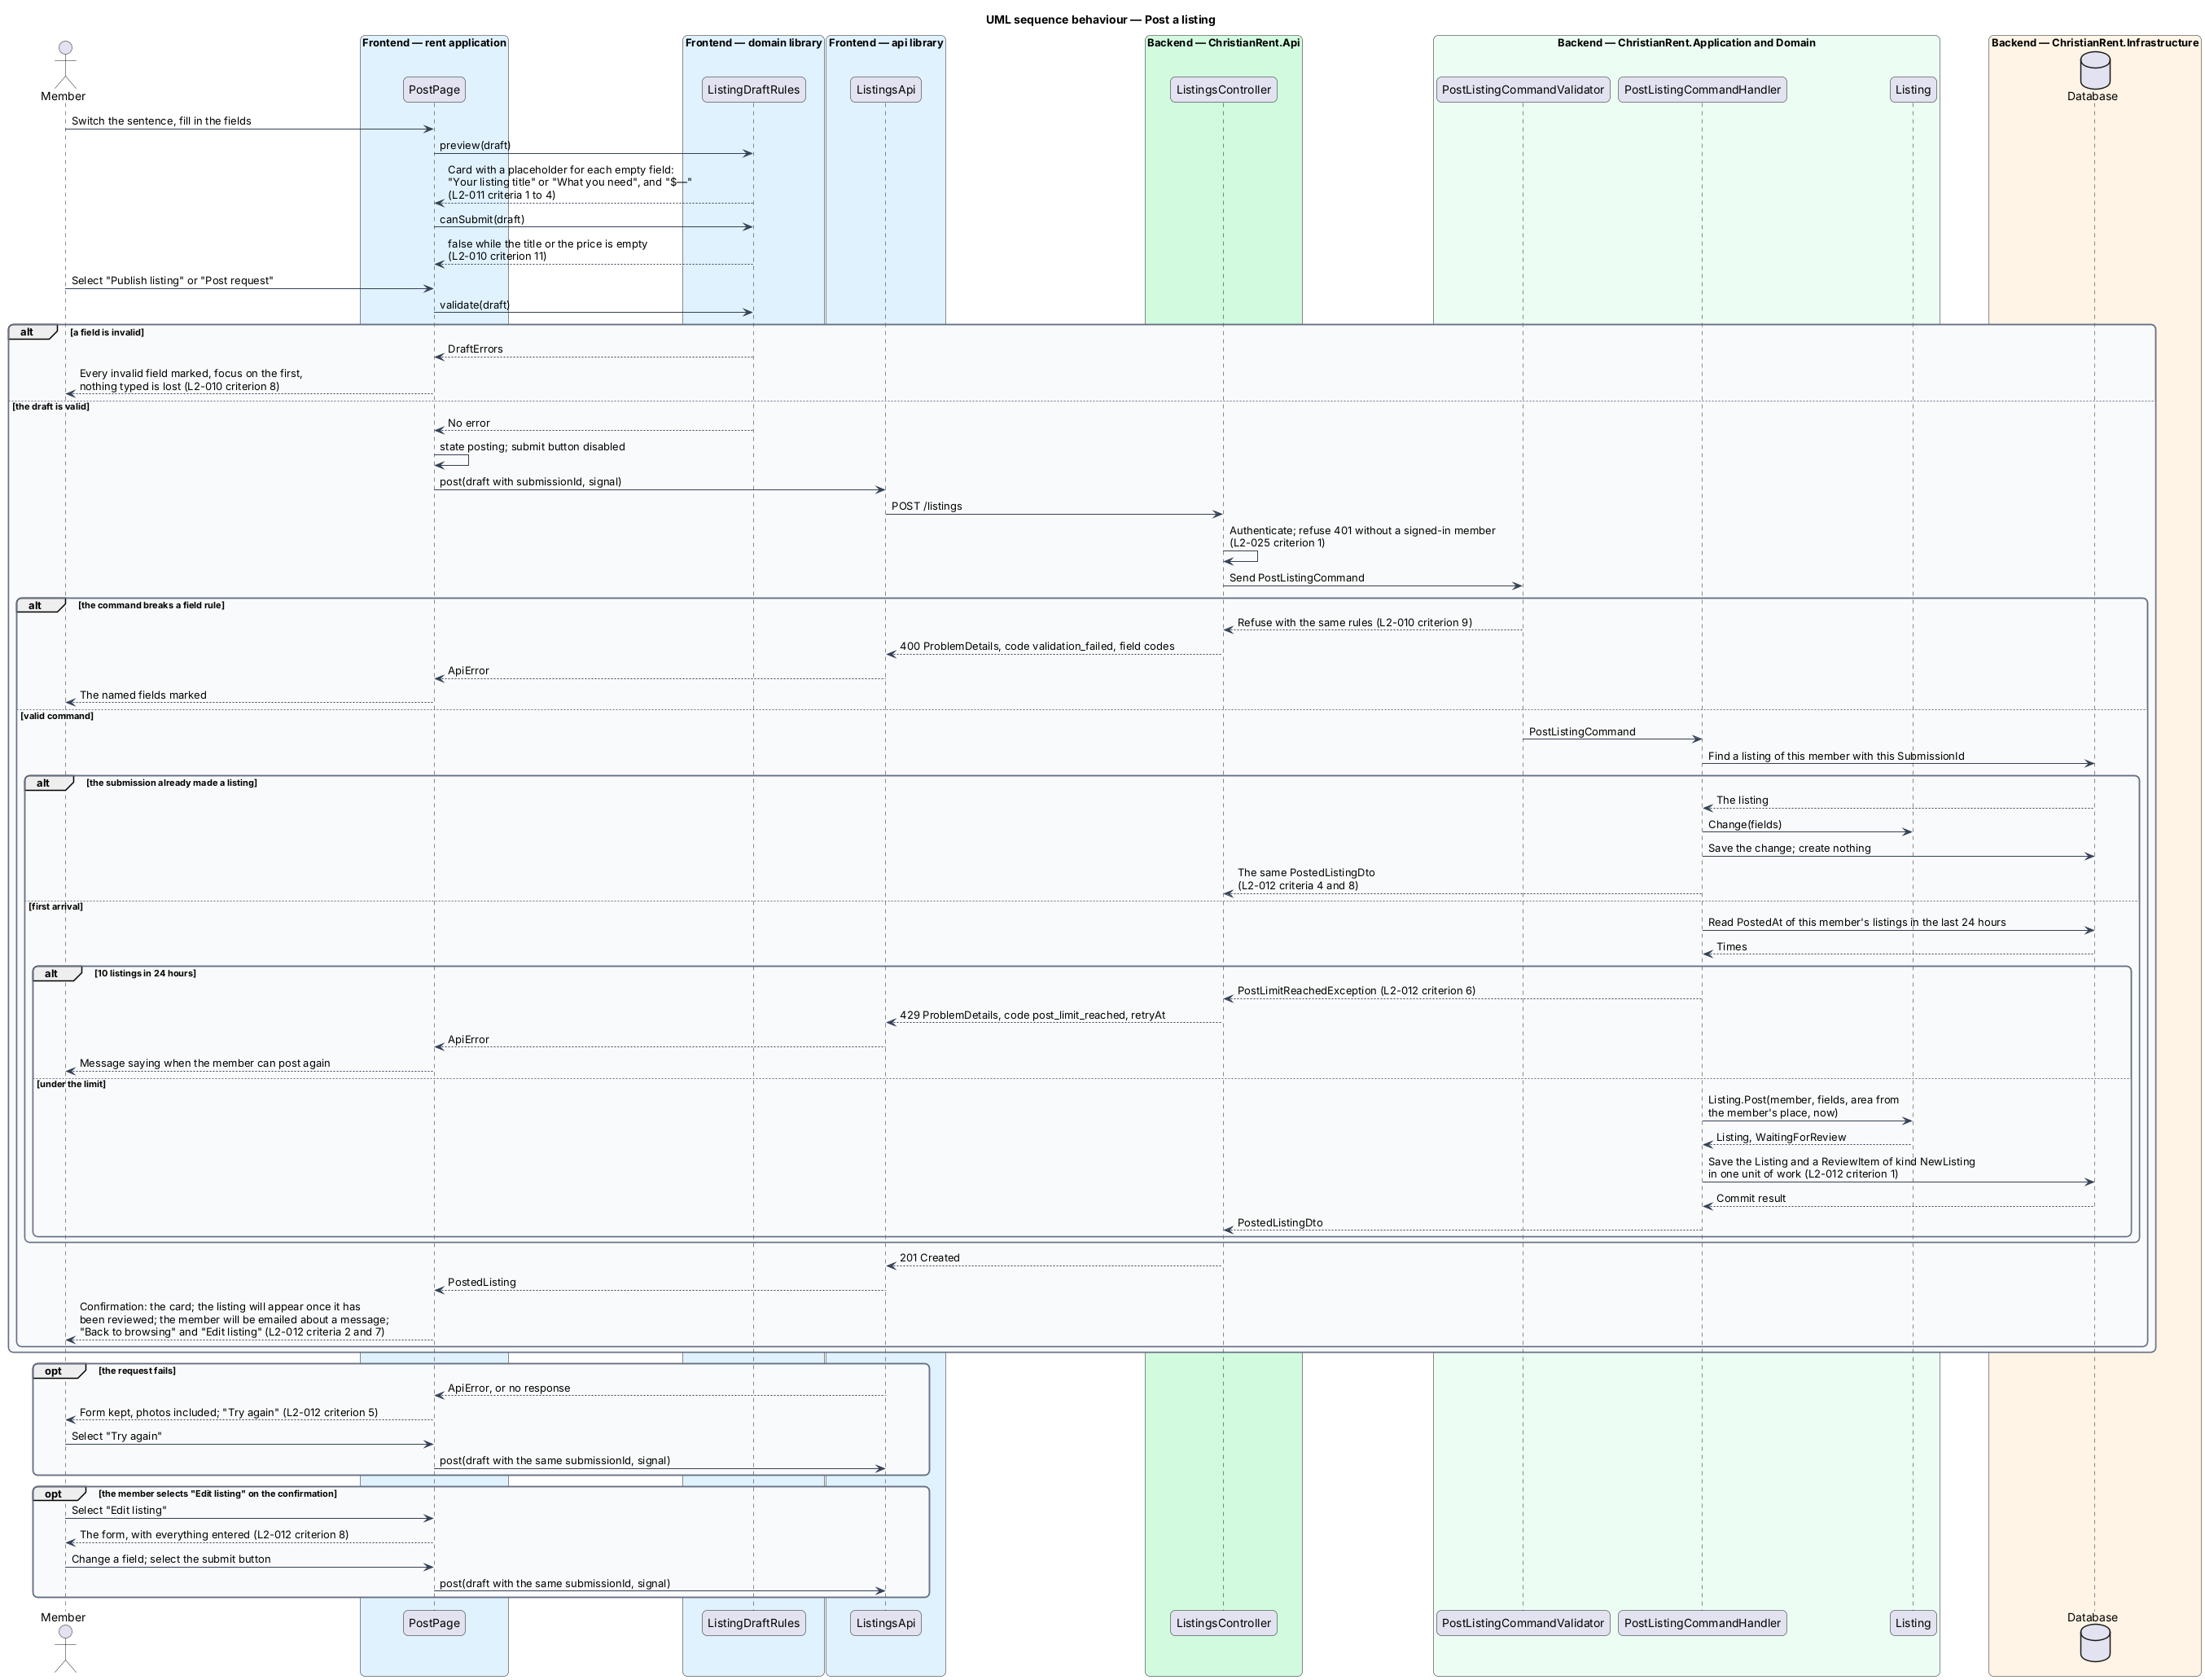 UML sequence behaviour — Post a listing
Frontend — rent application
Frontend — domain library
Frontend — api library
Backend — ChristianRent.Api
Backend — ChristianRent.Application and Domain
Backend — ChristianRent.Infrastructure
Member
PostPage
ListingDraftRules
ListingsApi
ListingsController
PostListingCommandValidator
PostListingCommandHandler
Listing
Database
Switch the sentence, fill in the fields
preview(draft)
Card with a placeholder for each empty field:
"Your listing title" or "What you need", and "$—"
(L2-011 criteria 1 to 4)
canSubmit(draft)
false while the title or the price is empty
(L2-010 criterion 11)
Select "Publish listing" or "Post request"
validate(draft)
alt [a field is invalid]
DraftErrors
Every invalid field marked, focus on the first,
nothing typed is lost (L2-010 criterion 8)
[the draft is valid]
No error
state posting; submit button disabled
post(draft with submissionId, signal)
POST /listings
Authenticate; refuse 401 without a signed-in member
(L2-025 criterion 1)
Send PostListingCommand
alt [the command breaks a field rule]
Refuse with the same rules (L2-010 criterion 9)
400 ProblemDetails, code validation_failed, field codes
ApiError
The named fields marked
[valid command]
PostListingCommand
Find a listing of this member with this SubmissionId
alt [the submission already made a listing]
The listing
Change(fields)
Save the change; create nothing
The same PostedListingDto
(L2-012 criteria 4 and 8)
[first arrival]
Read PostedAt of this member's listings in the last 24 hours
Times
alt [10 listings in 24 hours]
PostLimitReachedException (L2-012 criterion 6)
429 ProblemDetails, code post_limit_reached, retryAt
ApiError
Message saying when the member can post again
[under the limit]
Listing.Post(member, fields, area from
the member's place, now)
Listing, WaitingForReview
Save the Listing and a ReviewItem of kind NewListing
in one unit of work (L2-012 criterion 1)
Commit result
PostedListingDto
201 Created
PostedListing
Confirmation: the card; the listing will appear once it has
been reviewed; the member will be emailed about a message;
"Back to browsing" and "Edit listing" (L2-012 criteria 2 and 7)
opt [the request fails]
ApiError, or no response
Form kept, photos included; "Try again" (L2-012 criterion 5)
Select "Try again"
post(draft with the same submissionId, signal)
opt [the member selects "Edit listing" on the confirmation]
Select "Edit listing"
The form, with everything entered (L2-012 criterion 8)
Change a field; select the submit button
post(draft with the same submissionId, signal)
Member
PostPage
ListingDraftRules
ListingsApi
ListingsController
PostListingCommandValidator
PostListingCommandHandler
Listing
Database